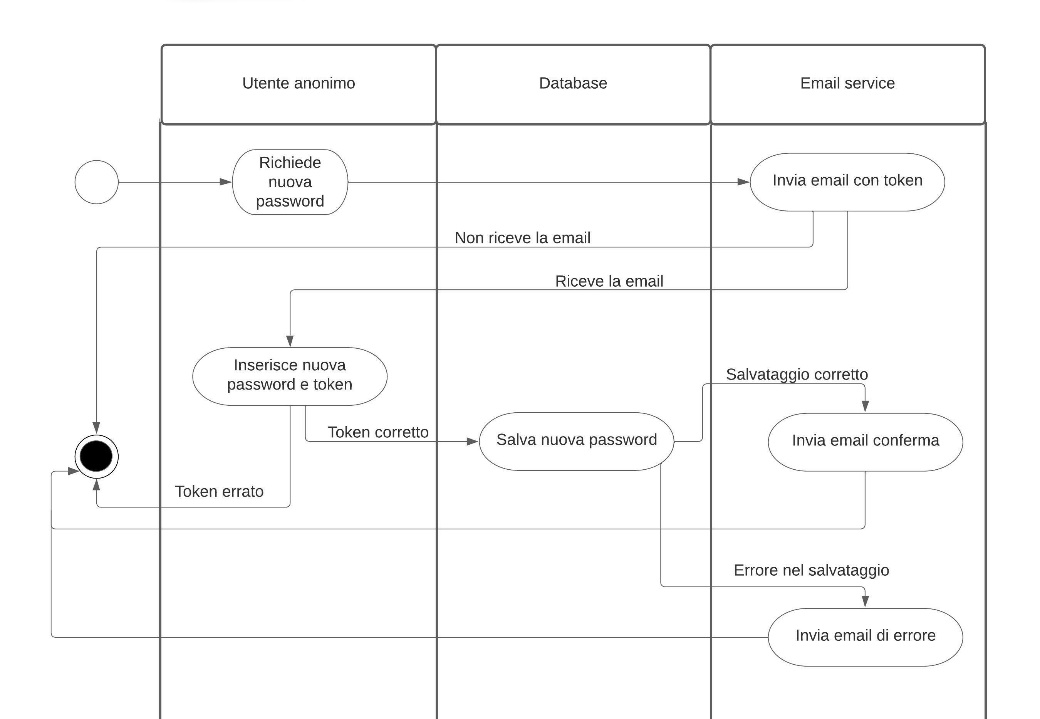 Utente anonimo
Database
Email service
Richiede
nuova
password
Invia email con token
Non riceve la email
Riceve la email
Inserisce nuova
password e token
Salvataggio corretto
Token corretto
Salva nuova password
Invia email conferma
Token errato
Errore nel salvataggio
Invia email di errore